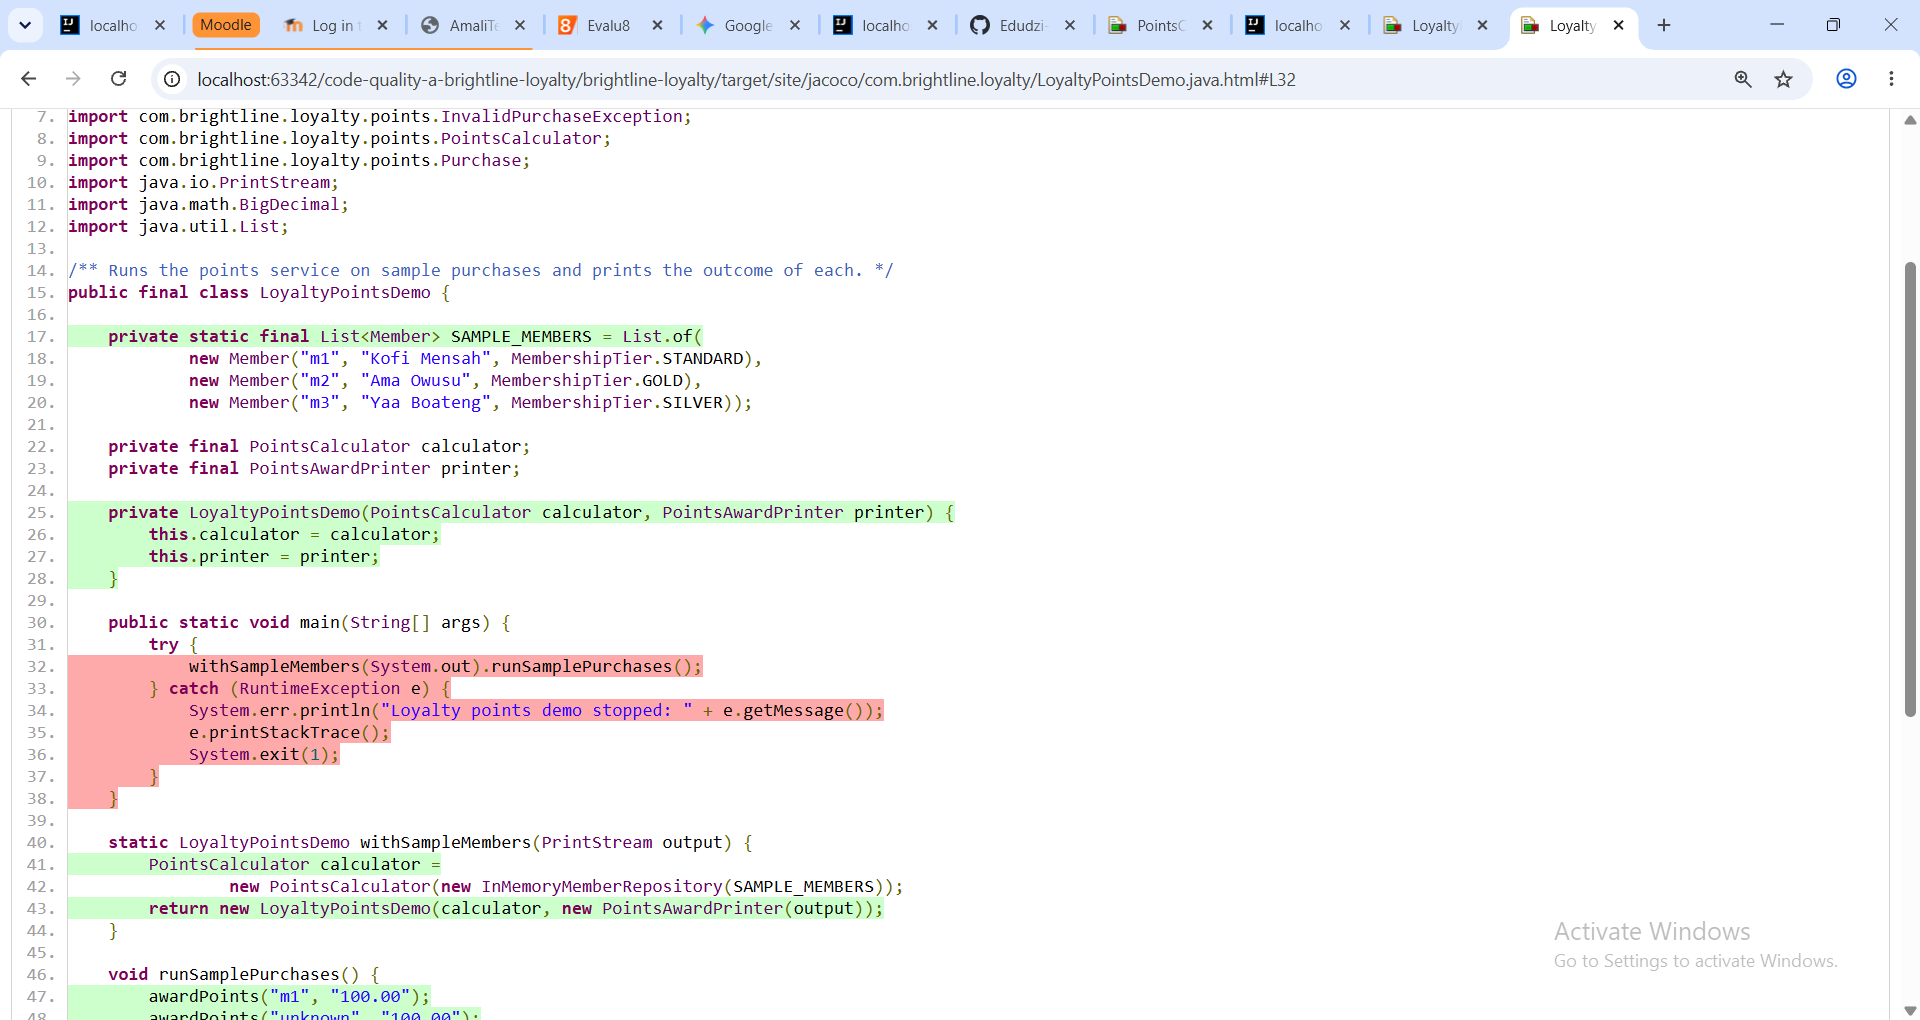 localho
Moodle
Log in
AmaliTe
Evalu8
Google
localho
Edudzi-
PointsC
localho
Loyalty
Loyalty
localhost:63342/code-quality-a-brightline-loyalty/brightline-loyalty/target/site/jacoco/com.brightline.loyalty/LoyaltyPointsDemo.java.html#L32
7. import com.brightline.loyalty.points.InvalidPurchaseException;
8. import com.brightline.loyalty.points.PointsCalculator;
9. import com.brightline.loyalty.points.Purchase;
10. import java.io.PrintStream;
11. import java.math.BigDecimal;
12. import java.util.List;
13.
14. /** Runs the points service on sample purchases and prints the outcome of each. */
15. public final class LoyaltyPointsDemo {
16.
17.     private static final List<Member> SAMPLE_MEMBERS = List.of(
18.             new Member("m1", "Kofi Mensah", MembershipTier.STANDARD),
19.             new Member("m2", "Ama Owusu", MembershipTier.GOLD),
20.             new Member("m3", "Yaa Boateng", MembershipTier.SILVER));
21.
22.     private final PointsCalculator calculator;
23.     private final PointsAwardPrinter printer;
24.
25.     private LoyaltyPointsDemo(PointsCalculator calculator, PointsAwardPrinter printer) {
26.         this.calculator = calculator;
27.         this.printer = printer;
28.     }
29.
30.     public static void main(String[] args) {
31.         try {
32.             withSampleMembers(System.out).runSamplePurchases();
33.         } catch (RuntimeException e) {
34.             System.err.println("Loyalty points demo stopped: " + e.getMessage());
35.             e.printStackTrace();
36.             System.exit(1);
37.         }
38.     }
39.
40.     static LoyaltyPointsDemo withSampleMembers(PrintStream output) {
41.         PointsCalculator calculator =
42.                 new PointsCalculator(new InMemoryMemberRepository(SAMPLE_MEMBERS));
43.         return new LoyaltyPointsDemo(calculator, new PointsAwardPrinter(output));
44.     }
45.
46.     void runSamplePurchases() {
47.         awardPoints("m1", "100.00");
48.         awardPoints("unknown", "100.00");
Activate Windows
Go to Settings to activate Windows.